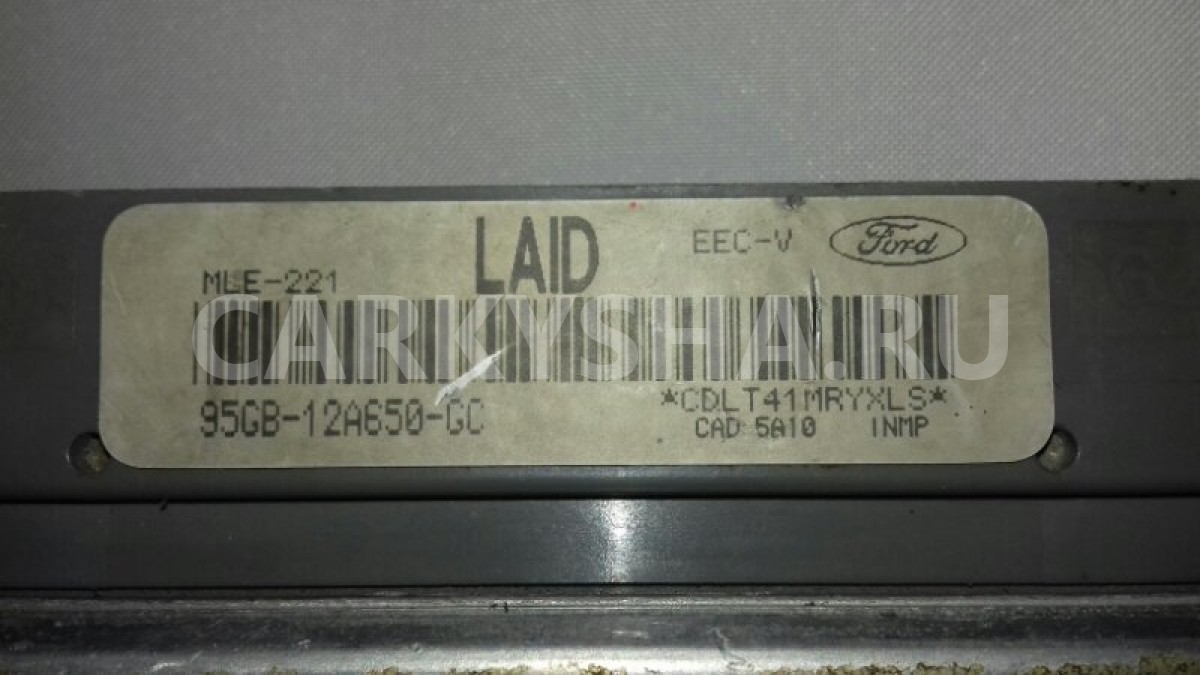 LAID
EEC-V
Ford
MLE-221
CARKYSHA.RU
95GB-12A650-GC
*CDLT41MRYXLS*
CAD 5A10 INMP